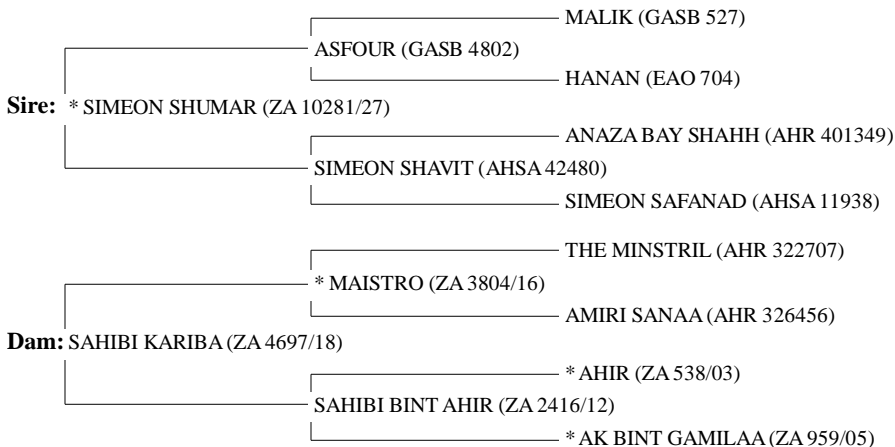 MALIK (GASB 527)
ASFOUR (GASB 4802)
HANAN (EAO 704)
Sire: * SIMEON SHUMAR (ZA 10281/27)
ANAZA BAY SHAHH (AHR 401349)
SIMEON SHAVIT (AHSA 42480)
SIMEON SAFANAD (AHSA 11938)
THE MINSTRIL (AHR 322707)
* MAISTRO (ZA 3804/16)
AMIRI SANAA (AHR 326456)
Dam: SAHIBI KARIBA (ZA 4697/18)
* AHIR (ZA 538/03)
SAHIBI BINT AHIR (ZA 2416/12)
* AK BINT GAMILAA (ZA 959/05)